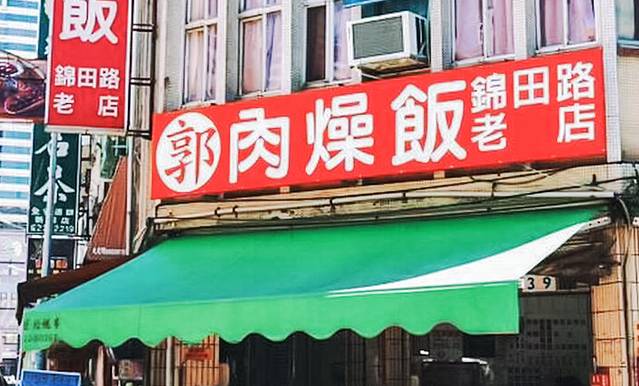 飯
錦田路
老店
郭 肉燥飯 錦田路
老店
39